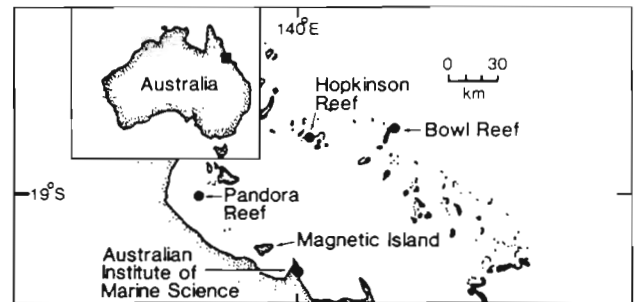 140°E
Australia
0 30
km
Hopkinson
Reef
Bowl Reef
19°S
Pandora
Reef
Magnetic Island
Australian
Institute of
Marine Science